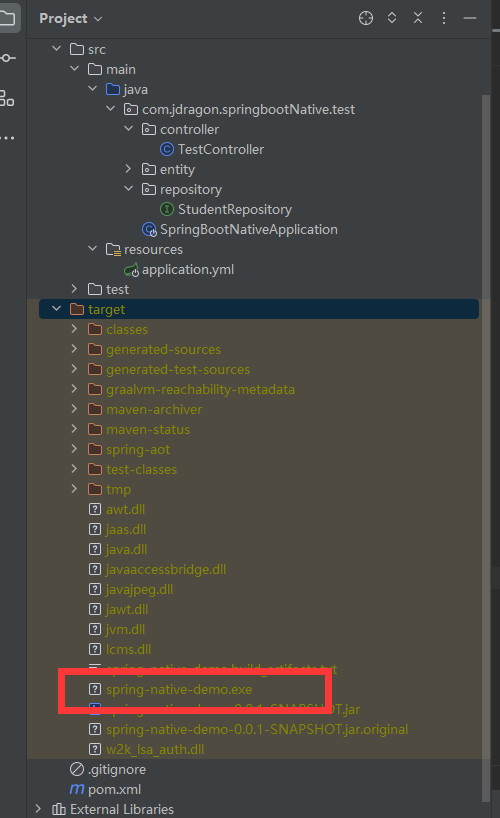 Project
src
main
java
com.jdragon.springbootNative.test
controller
TestController
entity
repository
StudentRepository
SpringBootNativeApplication
resources
application.yml
test
target
classes
generated-sources
generated-test-sources
graalvm-reachability-metadata
maven-archiver
maven-status
spring-aot
test-classes
tmp
awt.dll
jaas.dll
java.dll
javaaccessbridge.dll
javajpeg.dll
jawt.dll
jvm.dll
lcms.dll
spring-native-demo.build_artifacts.txt
spring-native-demo.exe
spring-native-demo-0.0.1-SNAPSHOT.jar
spring-native-demo-0.0.1-SNAPSHOT.jar.original
w2k_lsa_auth.dll
.gitignore
pom.xml
External Libraries